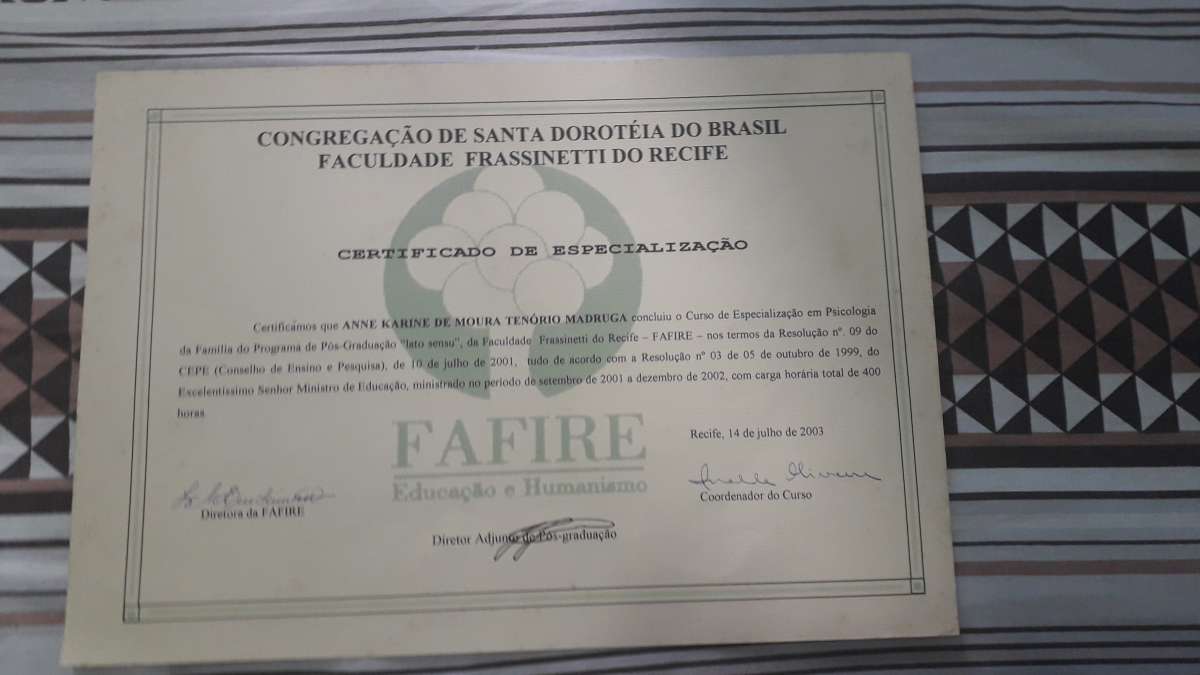 CONGREGAÇÃO DE SANTA DOROTÉIA DO BRASIL
FACULDADE FRASSINETTI DO RECIFE
CERTIFICADO DE ESPECIALIZAÇÃO
Certificamos que ANNE KARINE DE MOURA TENÓRIO MADRUGA concluiu o Curso de Especialização em Psicologia
da Família do Programa de Pós-Graduação "lato sensu", da Faculdade Frassinetti do Recife – FAFIRE – nos termos da Resolução nº. 09 do
CEPE (Conselho de Ensino e Pesquisa), de 10 de julho de 2001, tudo de acordo com a Resolução nº 03 de 05 de outubro de 1999, do
Excelentíssimo Senhor Ministro de Educação, ministrado no período de setembro de 2001 a dezembro de 2002, com carga horária total de 400
horas.
FAFIRE
Educação e Humanismo
Recife, 14 de julho de 2003
Diretora da FAFIRE
Coordenador do Curso
Diretor Adjunto de Pós-graduação